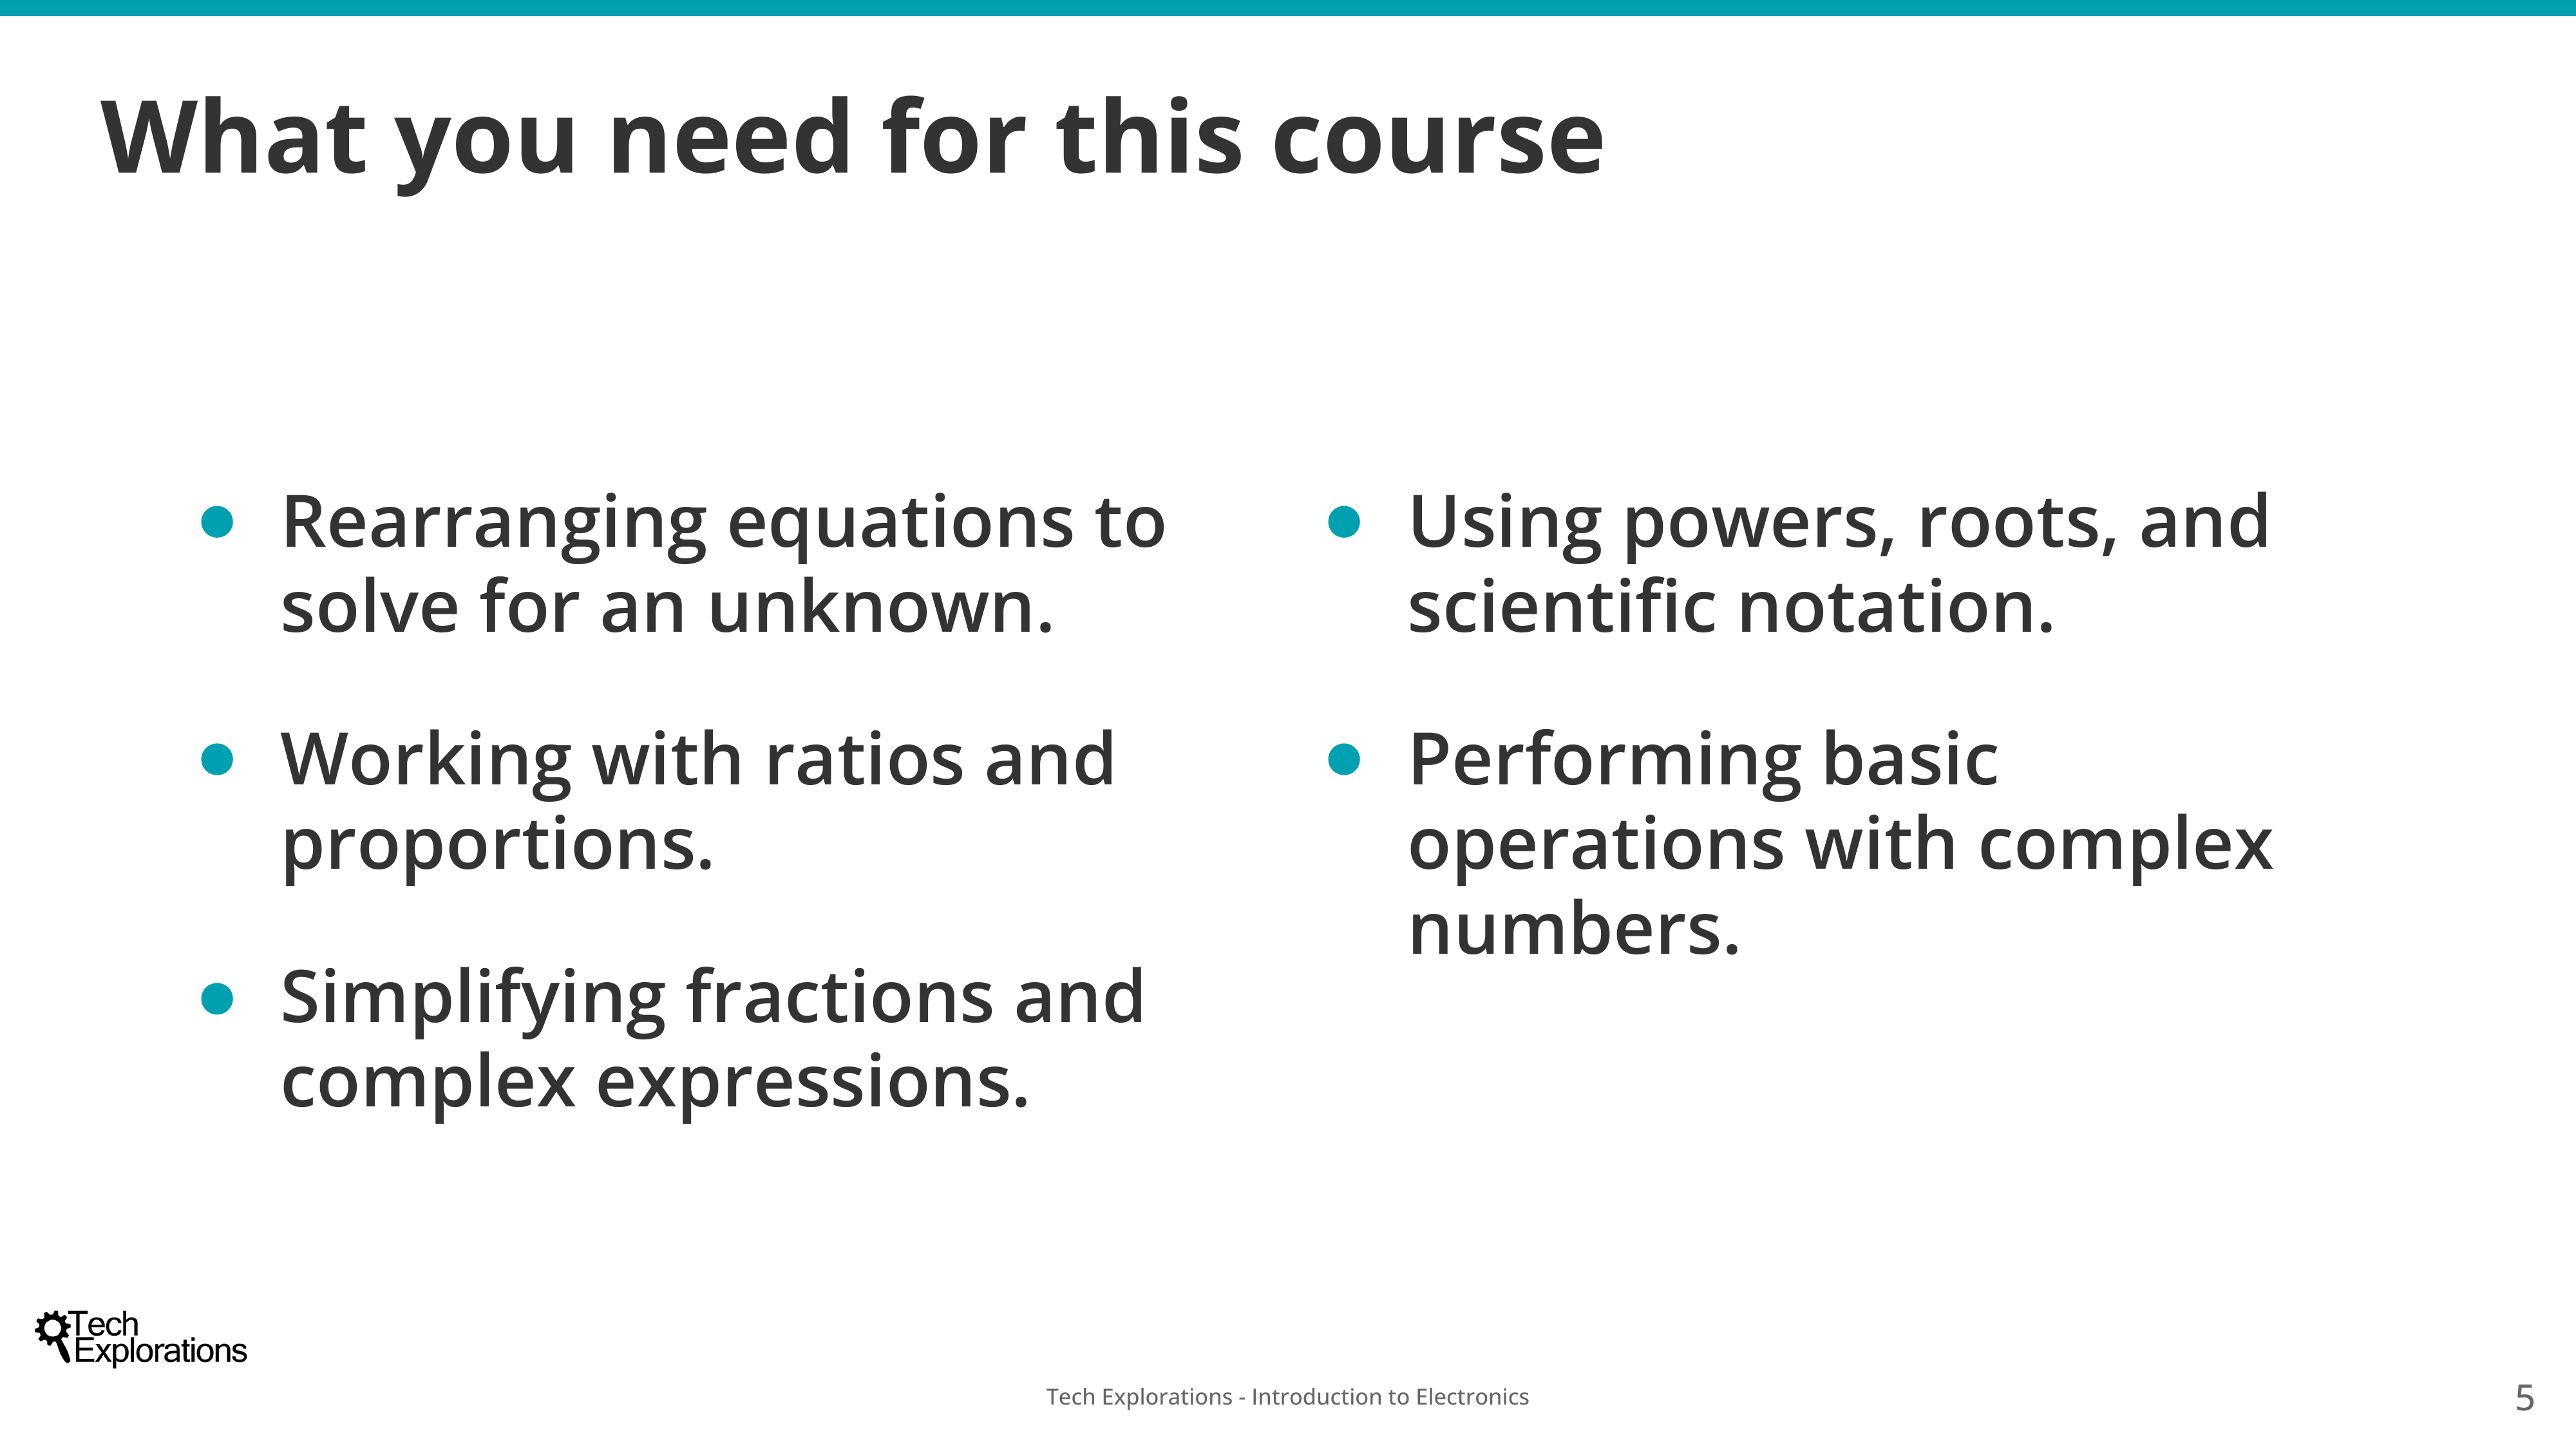 What you need for this course
Rearranging equations to
solve for an unknown.
Working with ratios and
proportions.
Simplifying fractions and
complex expressions.
Using powers, roots, and
scientific notation.
Performing basic
operations with complex
numbers.
Tech
Explorations
Tech Explorations - Introduction to Electronics
5